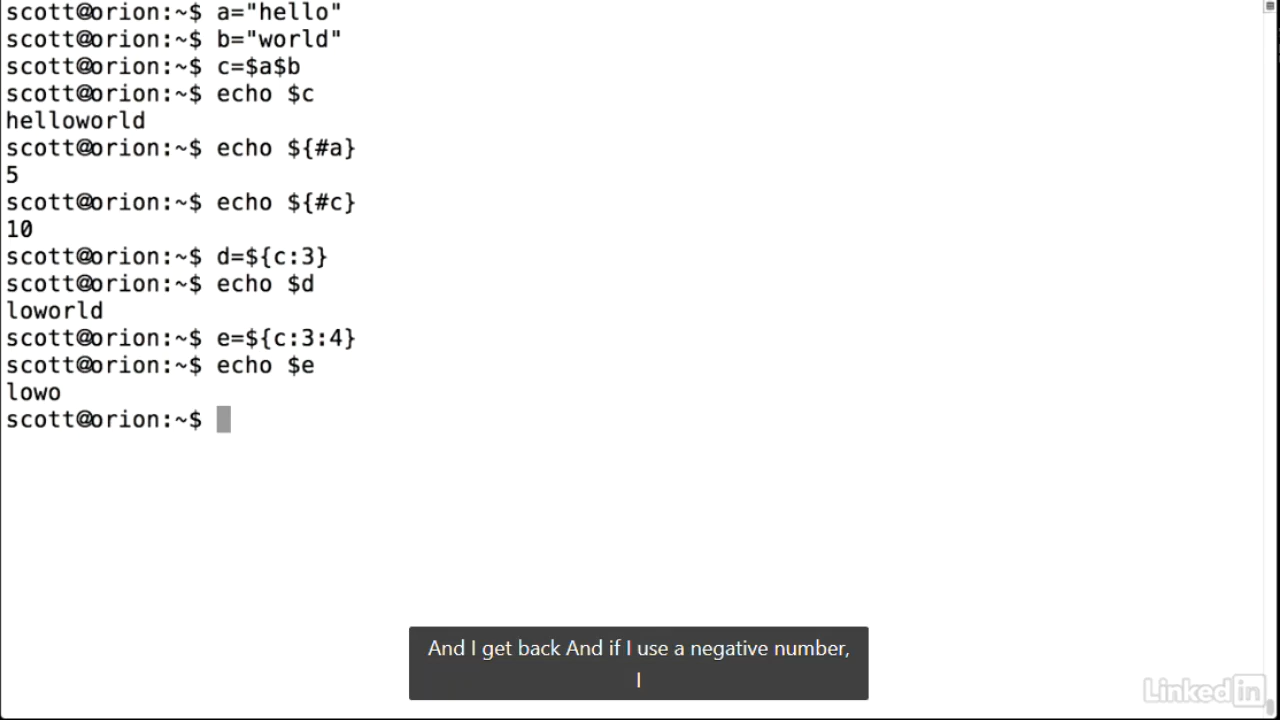 scott@orion:~$ a="hello"
scott@orion:~$ b="world"
scott@orion:~$ c=$a$b
scott@orion:~$ echo $c
helloworld
scott@orion:~$ echo ${#a}
5
scott@orion:~$ echo ${#c}
10
scott@orion:~$ d=${c:3}
scott@orion:~$ echo $d
loworld
scott@orion:~$ e=${c:3:4}
scott@orion:~$ echo $e
lowo
scott@orion:~$
And I get back And if I use a negative number,
I
LinkedIn